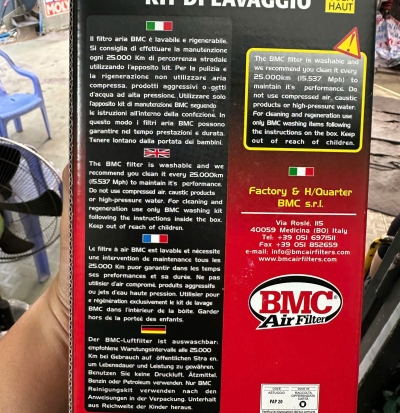 KIT DI LAVAGGIO
HAUT
Il filtro aria BMC è lavabile e rigenerabile.
Si consiglia di effettuare la manutenzione
ogni 25.000 Km di percorrenza stradale
utilizzando l'apposito kit. Per la pulizia e
la rigenerazione non utilizzare aria
compressa, prodotti aggressivi o getti
d'acqua ad alta pressione, Utilizzare solo
l'apposito kit di manutenzione BMC seguendo
le istruzioni all'interno della confezione. In
questo modo i filtri aria BMC possono
garantire nel tempo prestazioni e durata.
Tenere lontano dalla portata dei bambini.
The BMC filter is washable and we
recommend you clean it every 25.000km
(15.537 Mph) to maintain it's performance.
Do not use compressed air, caustic products
or high-pressure water. For cleaning and
regeneration use only BMC washing kit
following the instructions inside the box.
Keep out of reach of children.
Le filtre à air BMC est lavable et nécessite
une intervention de maintenance tous les
25.000 Km pour garantir dans les temps
ses performances et sa durée. Ne pas
utiliser d'air comprimé, produits aggressifs
ou jets d'eau haute pression. Utilisier pour
e régénération exclusivement le kit de lavage
BMC dans l'intérieur de la boîte. Garder
hors de la portée des enfants.
Der BMC-Luftfilter ist auswaschbar:
empfohlene Wartungsintervalle alle 25.000
Km bei Gebrauch auf öffentlichen Straßen,
um Lebensdauer und Leistung zu gewähren.
Benutzen Sie keine Druckluft, Ätzmittel,
Benzin oder Petroleum verwenden. Nur BMC
Reinigungskit verwenden nach den
Anweisungen in der Verpackung. Unterhalb
aus Reichweite der Kinder heraus.
The BMC filter is washable and
we recommend you clean it every
25.000km (15.537 Mph) to
maintain it's performance. Do
not use compressed air, caustic
products or high-pressure water.
For cleaning and regeneration use
only BMC washing items following
the instructions on the box. Keep
out of reach of children.
Factory & H/Quarter
BMC s.r.l.
Via Roslè, 115
40059 Medicina (BO) Italy
Tel: +39 051 697511
Fax +39 051 852659
e-mail: info@bmcairfilters.com
www.bmcairfilters.com
BMC
Air Filter
PAP 20